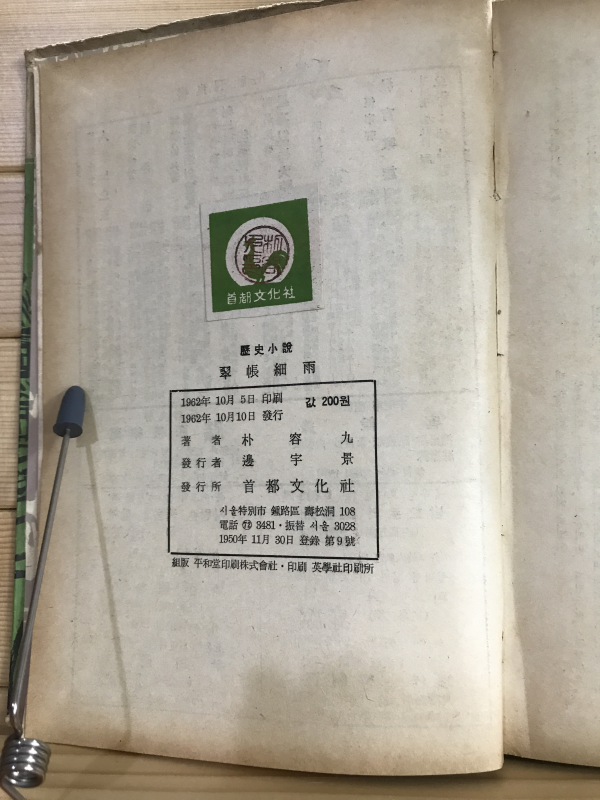 首都文化社
歷史小說
翠帳細雨
1962年 10月 5日 印刷 값 200원
1962年 10月10日 發行
著者 朴容九
發行者 邊宇景
發行所 首都文化社
서울特別市 鍾路區 壽松洞 108
電話 ㉓ 3481·振替 서울 3028
1950年 11月 30日 登錄 第9號
組版 平和堂印刷株式會社·印刷 英學社印刷所